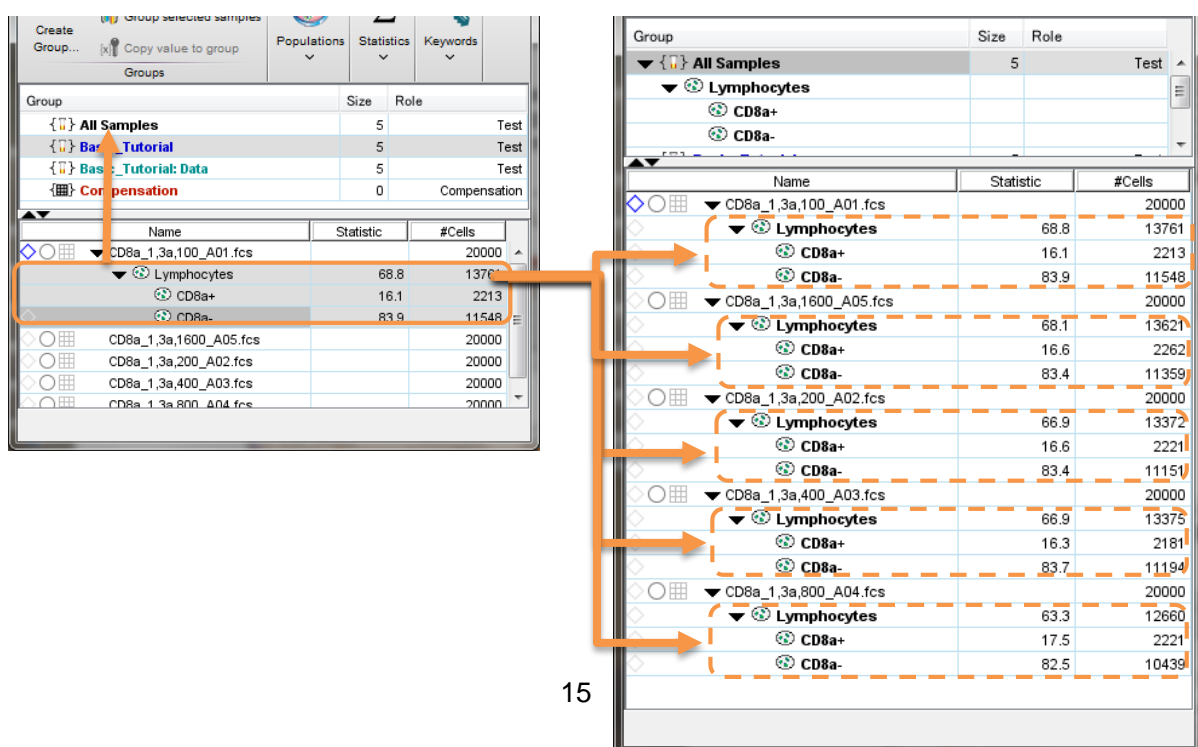 Group selected samples
Create
Group...
Copy value to group
Populations
Statistics
Keywords
Groups
Group Size Role
All Samples 5 Test
Basic_Tutorial 5 Test
Basic_Tutorial: Data 5 Test
Compensation 0 Compensation
Name Statistic #Cells
CD8a_1,3a,100_A01.fcs 20000
Lymphocytes 68.8 13761
CD8a+ 16.1 2213
CD8a- 83.9 11548
CD8a_1,3a,1600_A05.fcs 20000
CD8a_1,3a,200_A02.fcs 20000
CD8a_1,3a,400_A03.fcs 20000
CD8a_1,3a,800_A04.fcs 20000
Group Size Role
All Samples 5 Test
Lymphocytes
CD8a+
CD8a-
Name Statistic #Cells
CD8a_1,3a,100_A01.fcs 20000
Lymphocytes 68.8 13761
CD8a+ 16.1 2213
CD8a- 83.9 11548
CD8a_1,3a,1600_A05.fcs 20000
Lymphocytes 68.1 13621
CD8a+ 16.6 2262
CD8a- 83.4 11359
CD8a_1,3a,200_A02.fcs 20000
Lymphocytes 66.9 13372
CD8a+ 16.6 2221
CD8a- 83.4 11151
CD8a_1,3a,400_A03.fcs 20000
Lymphocytes 66.9 13375
CD8a+ 16.3 2181
CD8a- 83.7 11194
CD8a_1,3a,800_A04.fcs 20000
Lymphocytes 63.3 12660
CD8a+ 17.5 2221
CD8a- 82.5 10439
15